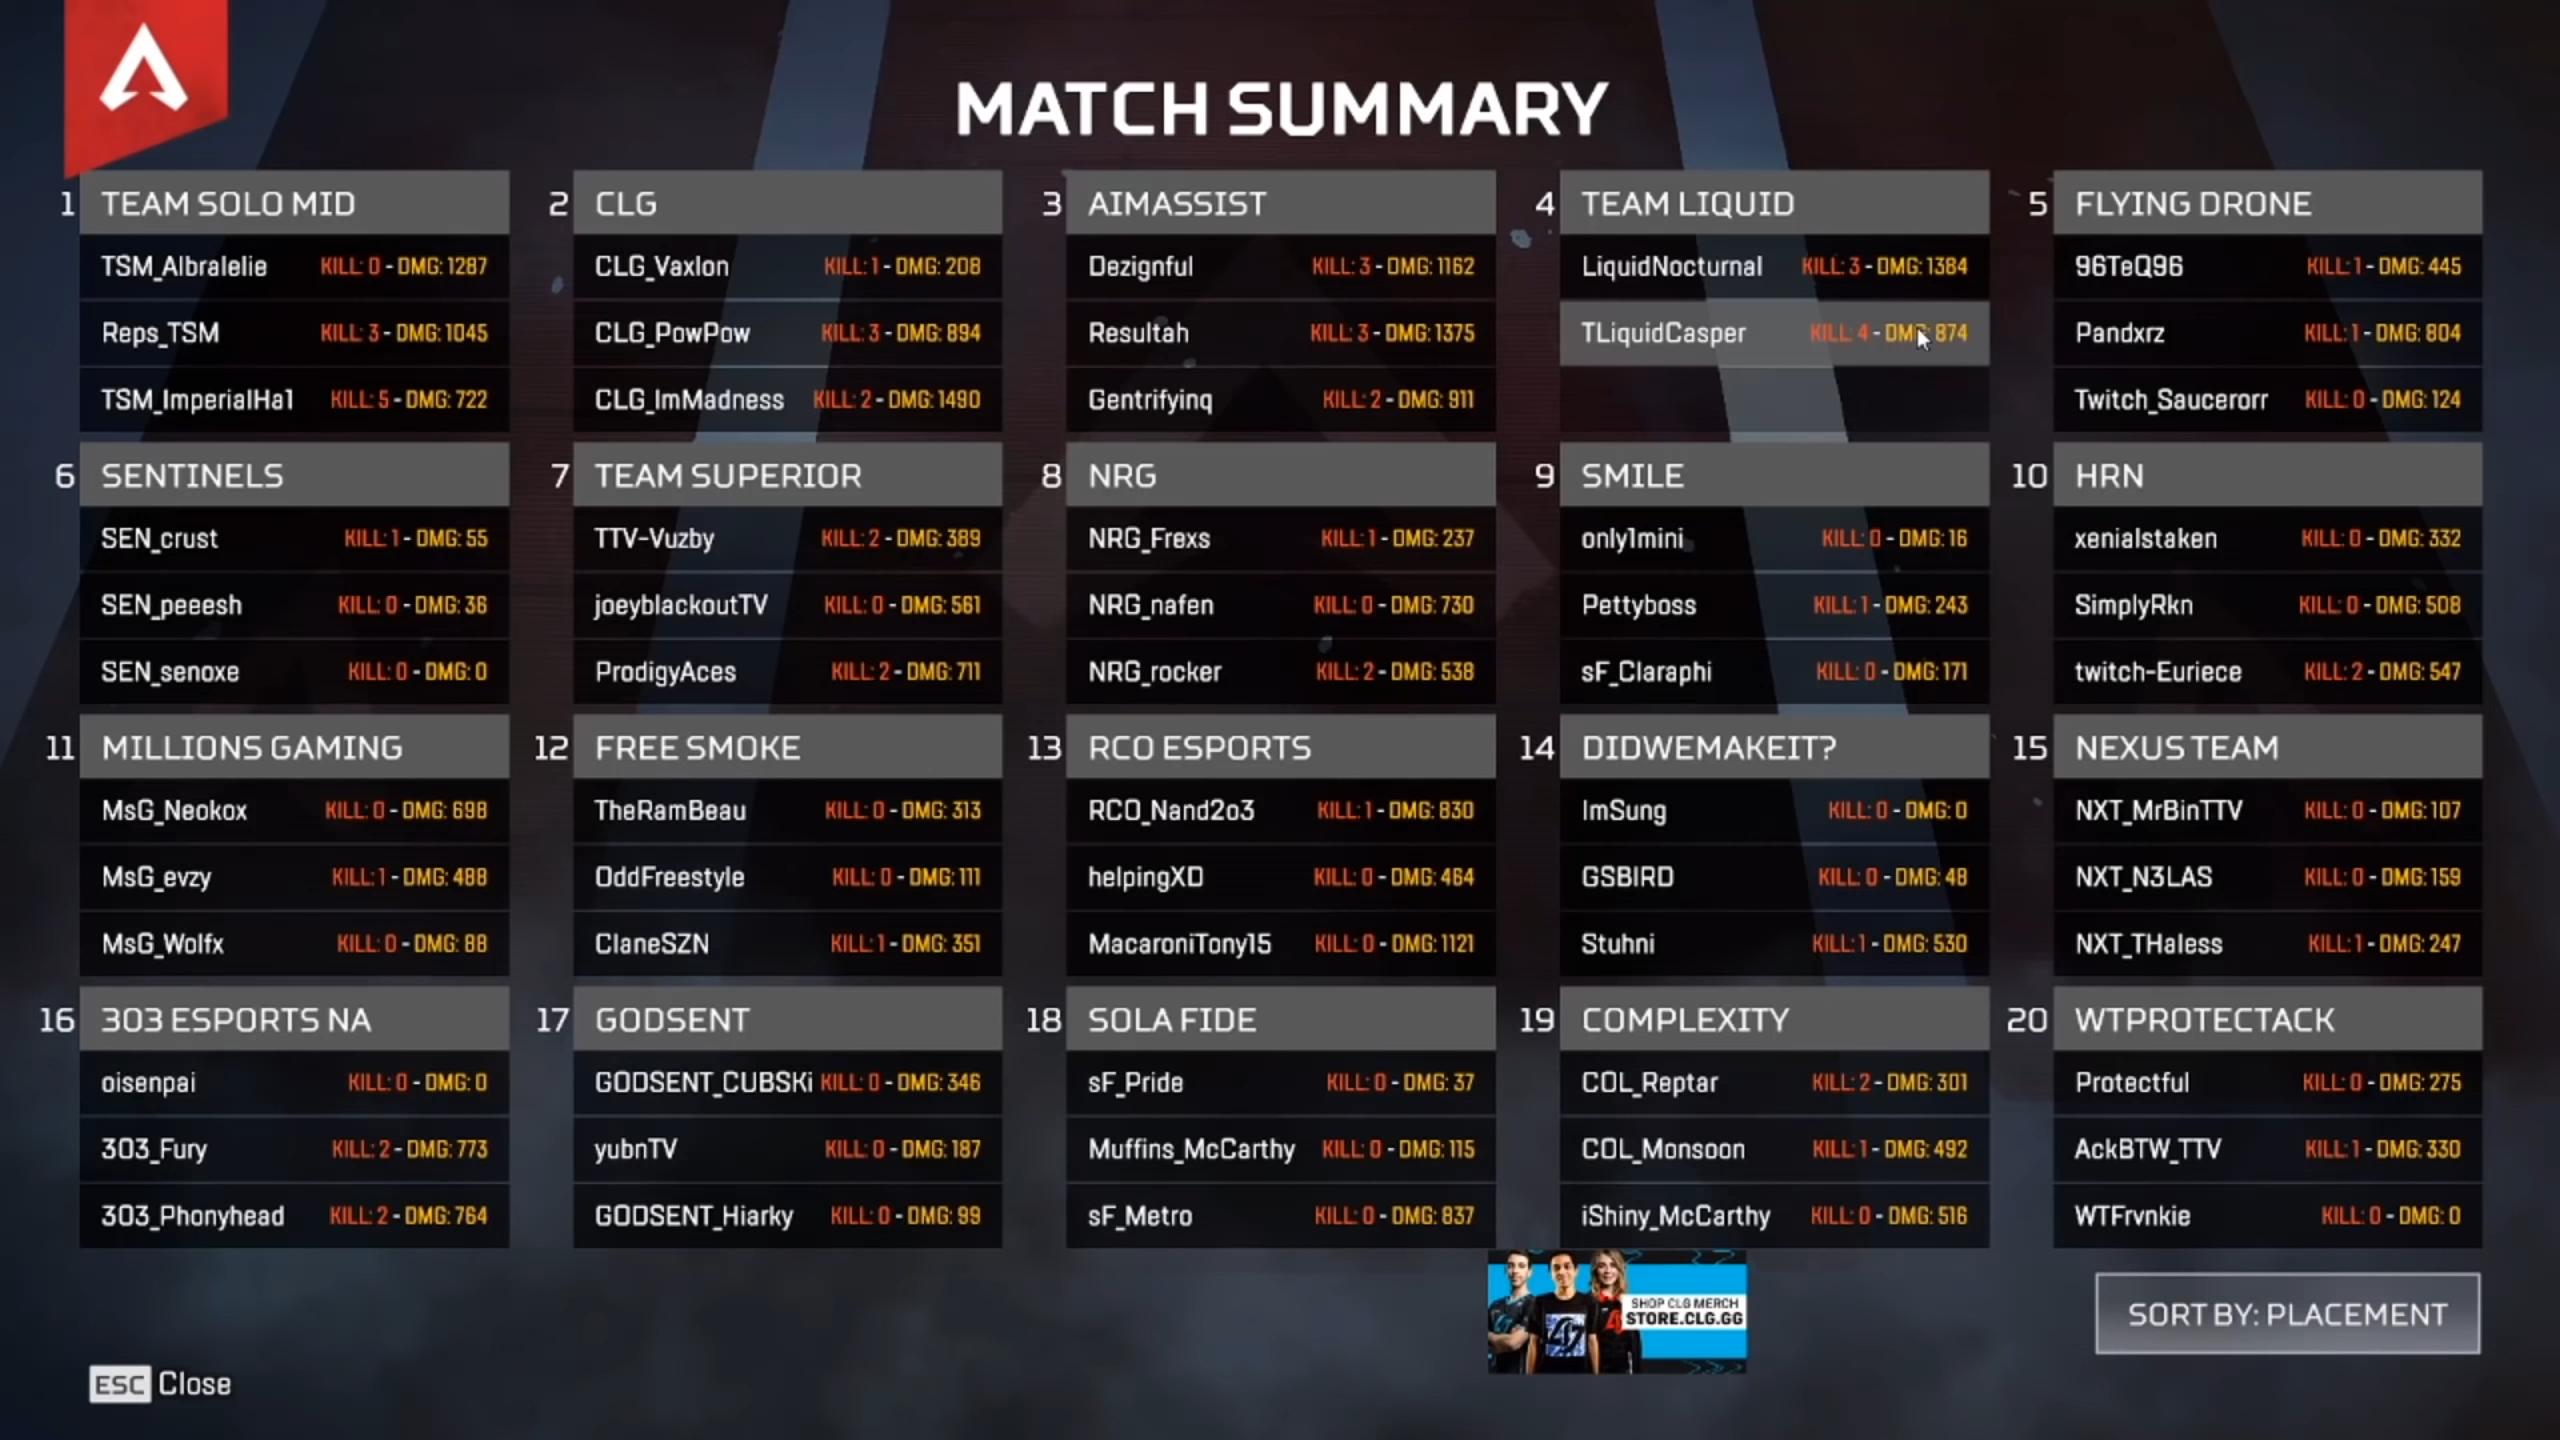 MATCH SUMMARY
1 TEAM SOLO MID
TSM_Albralelie KILL: 0 - DMG: 1287
Reps_TSM KILL: 3 - DMG: 1045
TSM_ImperialHal KILL: 5 - DMG: 722
2 CLG
CLG_Vaxlon KILL: 1 - DMG: 208
CLG_PowPow KILL: 3 - DMG: 894
CLG_ImMadness KILL: 2 - DMG: 1490
3 AIMASSIST
Dezignful KILL: 3 - DMG: 1162
Resultah KILL: 3 - DMG: 1375
Gentrifyinq KILL: 2 - DMG: 911
4 TEAM LIQUID
LiquidNocturnal KILL: 3 - DMG: 1384
TLiquidCasper KILL: 4 - DMG: 874
5 FLYING DRONE
96TeQ96 KILL: 1 - DMG: 445
Pandxrz KILL: 1 - DMG: 804
Twitch_Saucerorr KILL: 0 - DMG: 124
6 SENTINELS
SEN_crust KILL: 1 - DMG: 55
SEN_peeesh KILL: 0 - DMG: 36
SEN_senoxe KILL: 0 - DMG: 0
7 TEAM SUPERIOR
TTV-Vuzby KILL: 2 - DMG: 389
joeyblackoutTV KILL: 0 - DMG: 561
ProdigyAces KILL: 2 - DMG: 711
8 NRG
NRG_Frexs KILL: 1 - DMG: 237
NRG_nafen KILL: 0 - DMG: 730
NRG_rocker KILL: 2 - DMG: 538
9 SMILE
only1mini KILL: 0 - DMG: 16
Pettyboss KILL: 1 - DMG: 243
sF_Claraphi KILL: 0 - DMG: 171
10 HRN
xenialstaken KILL: 0 - DMG: 332
SimplyRkn KILL: 0 - DMG: 508
twitch-Euriece KILL: 2 - DMG: 547
11 MILLIONS GAMING
MsG_Neokox KILL: 0 - DMG: 698
MsG_evzy KILL: 1 - DMG: 488
MsG_Wolfx KILL: 0 - DMG: 88
12 FREE SMOKE
TheRamBeau KILL: 0 - DMG: 313
OddFreestyle KILL: 0 - DMG: 111
ClaneSZN KILL: 1 - DMG: 351
13 RCO ESPORTS
RCO_Nand2o3 KILL: 1 - DMG: 830
helpingXD KILL: 0 - DMG: 464
MacaroniTony15 KILL: 0 - DMG: 1121
14 DIDWEMAKEIT?
ImSung KILL: 0 - DMG: 0
GSBIRD KILL: 0 - DMG: 48
Stuhni KILL: 1 - DMG: 530
15 NEXUS TEAM
NXT_MrBinTTV KILL: 0 - DMG: 107
NXT_N3LAS KILL: 0 - DMG: 159
NXT_THaless KILL: 1 - DMG: 247
16 303 ESPORTS NA
oisenpai KILL: 0 - DMG: 0
303_Fury KILL: 2 - DMG: 773
303_Phonyhead KILL: 2 - DMG: 764
17 GODSENT
GODSENT_CUBSKi KILL: 0 - DMG: 346
yubnTV KILL: 0 - DMG: 187
GODSENT_Hiarky KILL: 0 - DMG: 99
18 SOLA FIDE
sF_Pride KILL: 0 - DMG: 37
Muffins_McCarthy KILL: 0 - DMG: 115
sF_Metro KILL: 0 - DMG: 837
19 COMPLEXITY
COL_Reptar KILL: 2 - DMG: 301
COL_Monsoon KILL: 1 - DMG: 492
iShiny_McCarthy KILL: 0 - DMG: 516
20 WTPROTECTACK
Protectful KILL: 0 - DMG: 275
AckBTW_TTV KILL: 1 - DMG: 330
WTFrvnkie KILL: 0 - DMG: 0
SHOP CLG MERCH
STORE.CLG.GG
SORT BY: PLACEMENT
ESC Close